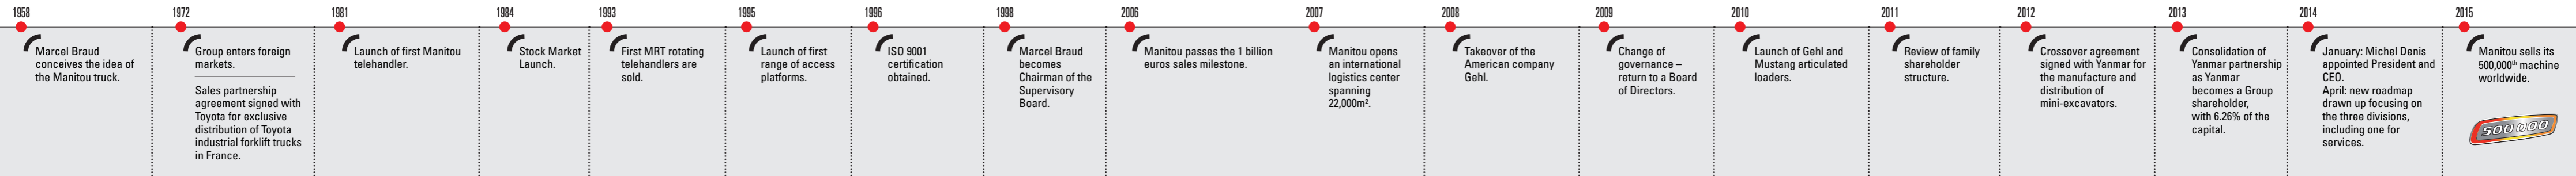 1958
Marcel Braud
conceives the idea of
the Manitou truck.
1972
Group enters foreign
markets.
Sales partnership
agreement signed with
Toyota for exclusive
distribution of Toyota
industrial forklift trucks
in France.
1981
Launch of first Manitou
telehandler.
1984
Stock Market
Launch.
1993
First MRT rotating
telehandlers are
sold.
1995
Launch of first
range of access
platforms.
1996
ISO 9001
certification
obtained.
1998
Marcel Braud
becomes
Chairman of the
Supervisory
Board.
2006
Manitou passes the 1 billion
euros sales milestone.
2007
Manitou opens
an international
logistics center
spanning
22,000m².
2008
Takeover of the
American company
Gehl.
2009
Change of
governance –
return to a Board
of Directors.
2010
Launch of Gehl and
Mustang articulated
loaders.
2011
Review of family
shareholder
structure.
2012
Crossover agreement
signed with Yanmar for
the manufacture and
distribution of
mini-excavators.
2013
Consolidation of
Yanmar partnership
as Yanmar
becomes a Group
shareholder,
with 6.26% of the
capital.
2014
January: Michel Denis
appointed President and
CEO.
April: new roadmap
drawn up focusing on
the three divisions,
including one for
services.
2015
Manitou sells its
500,000th machine
worldwide.
500 000